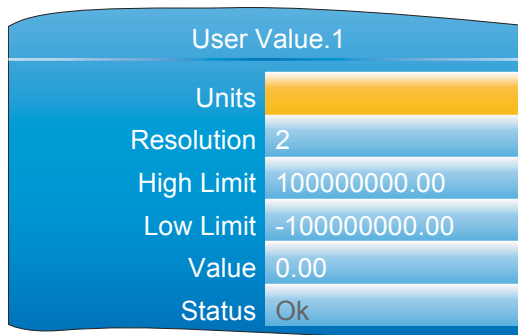 User Value.1
Units
Resolution 2
High Limit 100000000.00
Low Limit -100000000.00
Value 0.00
Status Ok